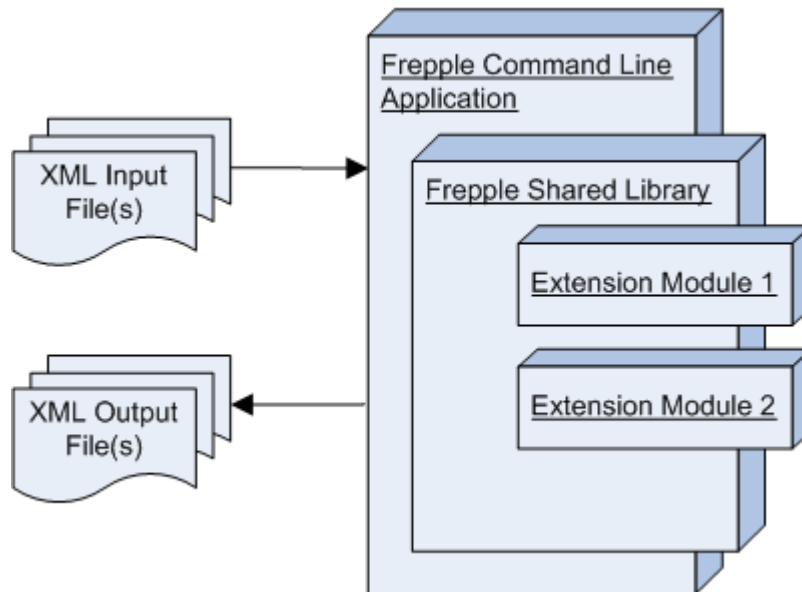 Frepple Command Line
Application
XML Input
File(s)
Frepple Shared Library
Extension Module 1
Extension Module 2
XML Output
File(s)